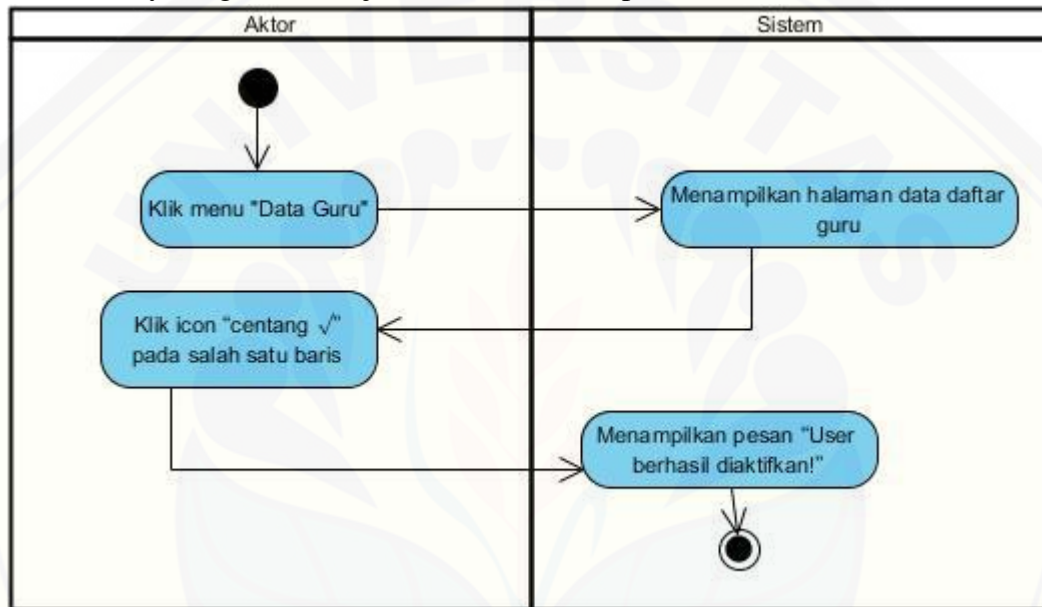 Aktor
Sistem
Klik menu "Data Guru"
Menampilkan halaman data daftar
guru
Klik icon “centang √”
pada salah satu baris
Menampilkan pesan “User
berhasil diaktifkan!”
UNIVERSITAS